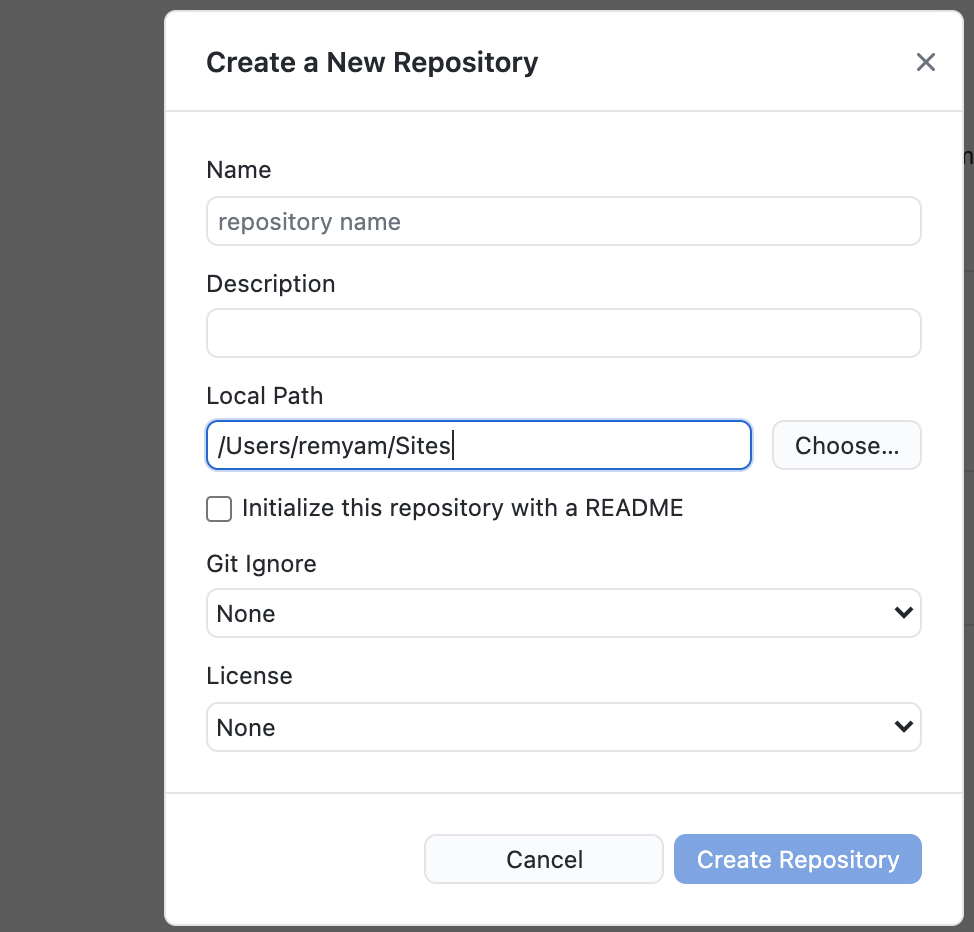 Create a New Repository
Name
repository name
Description
Local Path
/Users/remyam/Sites
Choose...
Initialize this repository with a README
Git Ignore
None
License
None
Cancel
Create Repository